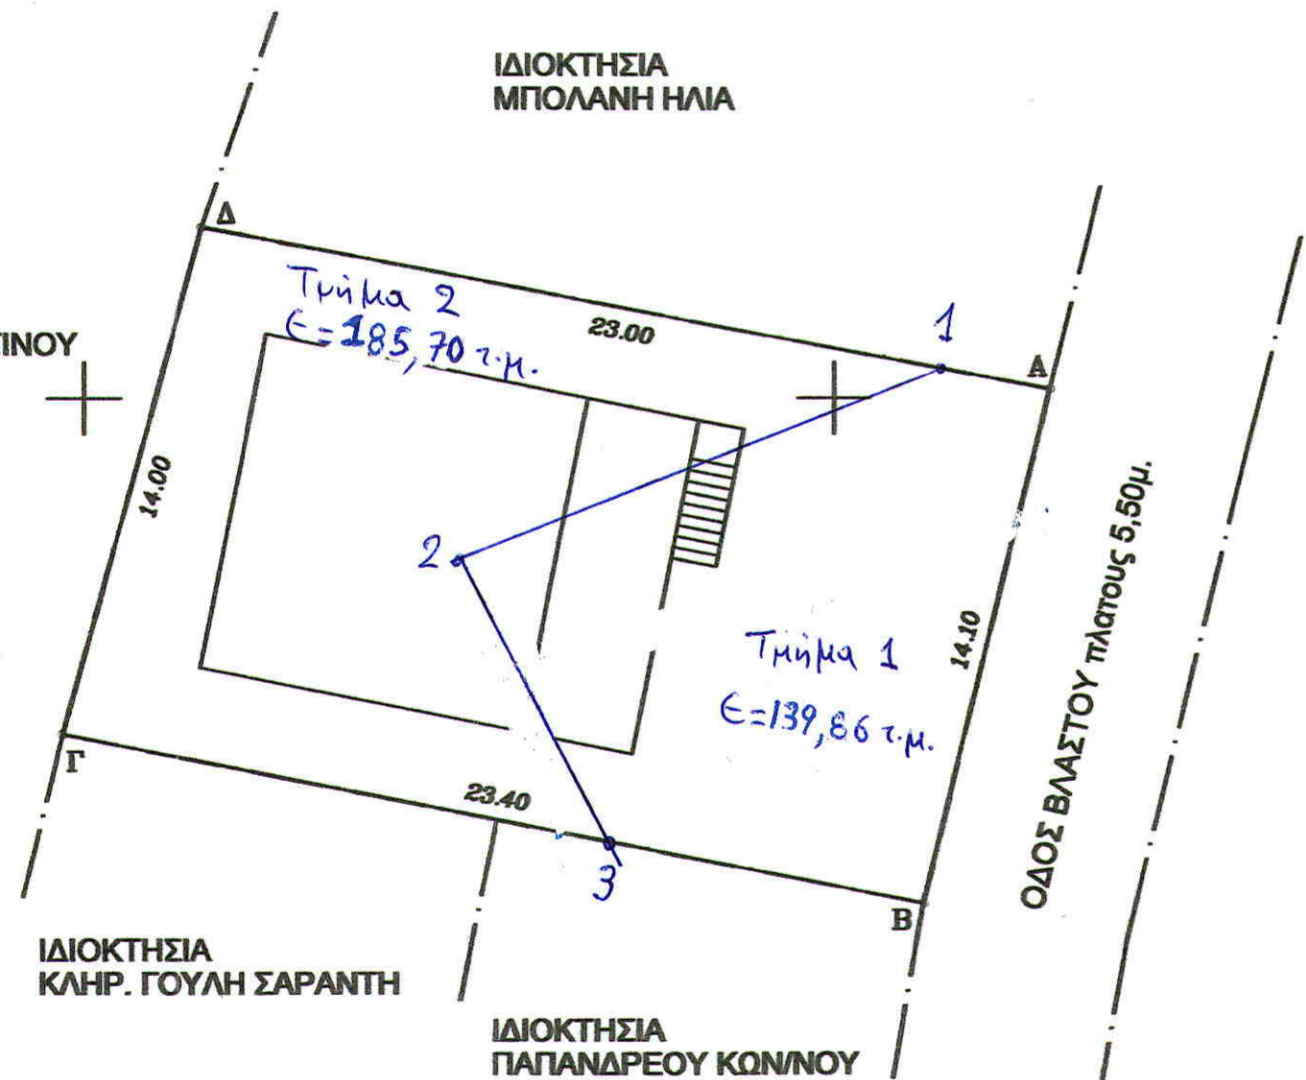 ΙΔΙΟΚΤΗΣΙΑ
ΜΠΟΛΑΝΗ ΗΛΙΑ
Δ
Τμήμα 2
Ε=185,70 τ.μ.
23.00
1
Α
ΙΝΟΥ
14.00
2
14.10
Τμήμα 1
Ε=139,86 τ.μ.
ΟΔΟΣ ΒΛΑΣΤΟΥ πλατους 5,50μ.
Γ
23.40
3
Β
ΙΔΙΟΚΤΗΣΙΑ
ΚΛΗΡ. ΓΟΥΛΗ ΣΑΡΑΝΤΗ
ΙΔΙΟΚΤΗΣΙΑ
ΠΑΠΑΝΔΡΕΟΥ ΚΩΝ/ΝΟΥ